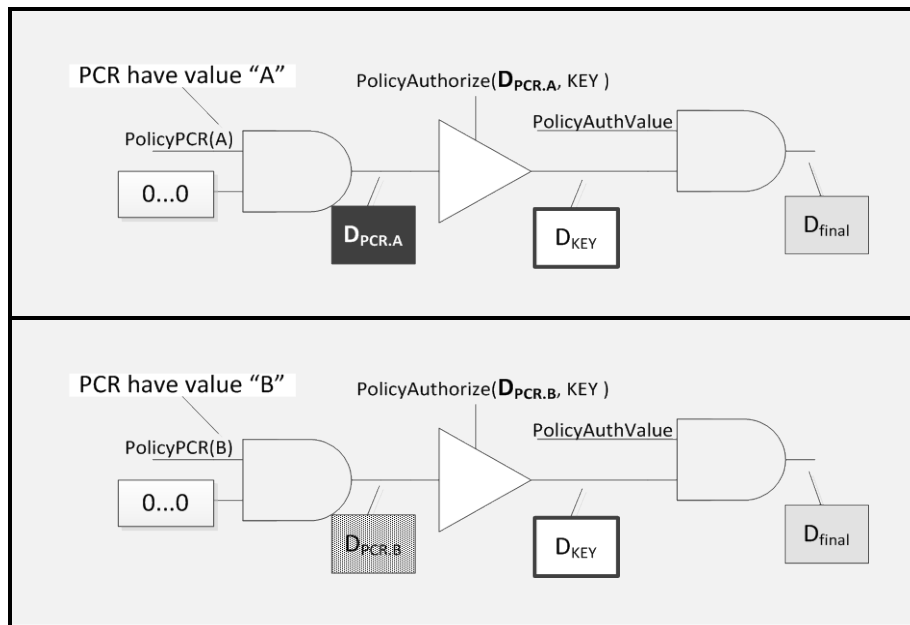 PCR have value “A”
PolicyAuthorize(DPCR.A, KEY )
PolicyPCR(A)
PolicyAuthValue
0...0
DPCR.A
DKEY
Dfinal
PCR have value “B”
PolicyAuthorize(DPCR.B, KEY )
PolicyPCR(B)
PolicyAuthValue
0...0
DPCR.B
DKEY
Dfinal